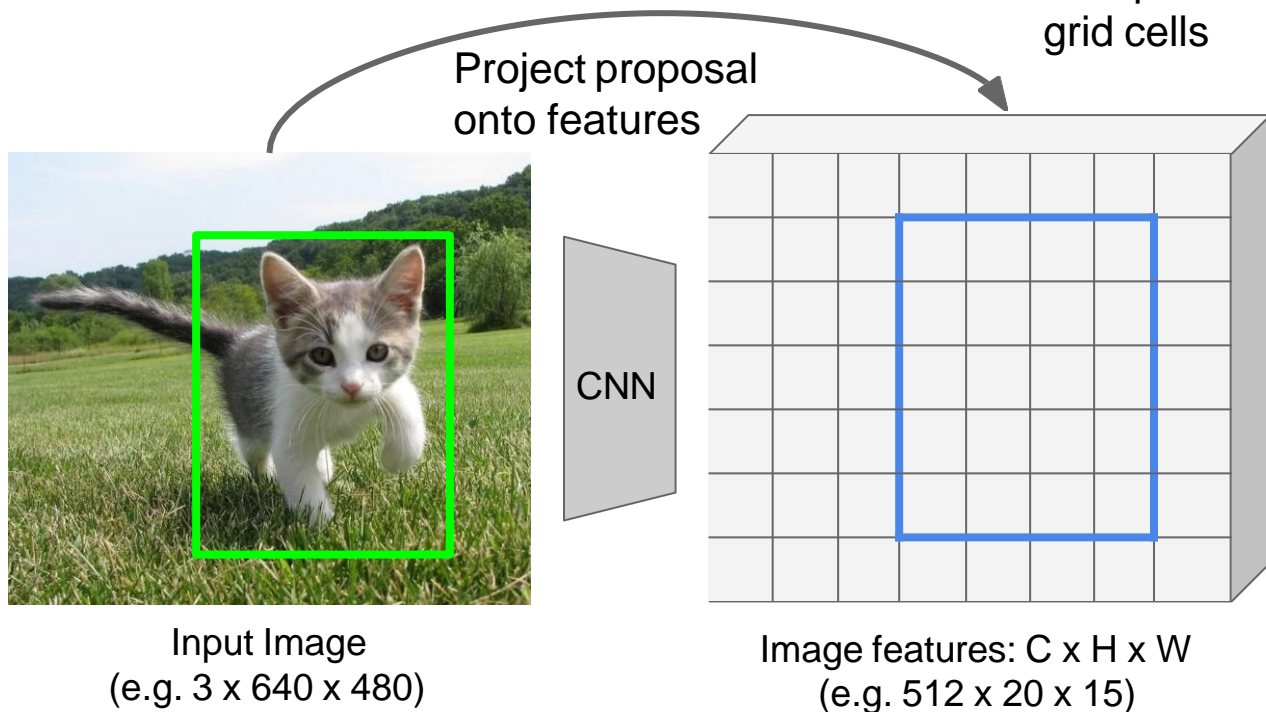 grid cells
Project proposal
onto features
CNN
Input Image
(e.g. 3 x 640 x 480)
Image features: C x H x W
(e.g. 512 x 20 x 15)